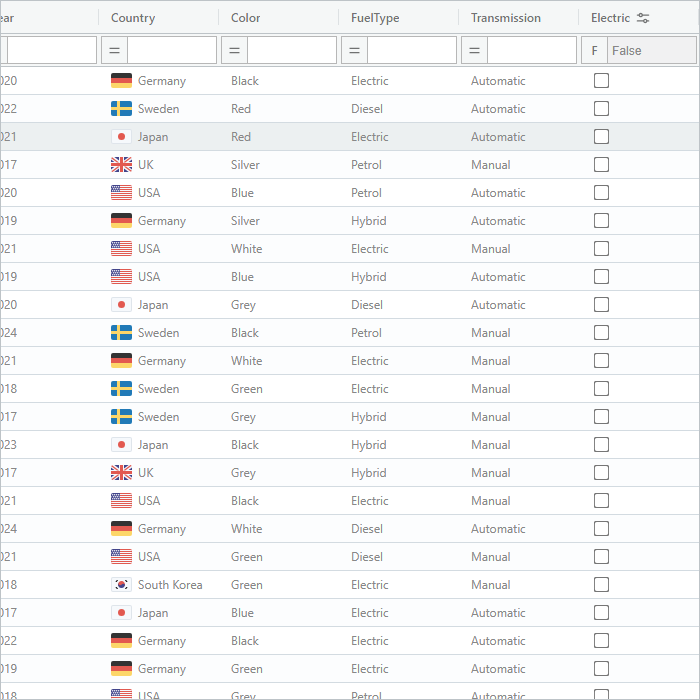 ear Country Color FuelType Transmission Electric
= = = F False
020 Germany Black Electric Automatic
022 Sweden Red Diesel Automatic
021 Japan Red Electric Automatic
017 UK Silver Petrol Manual
020 USA Blue Petrol Automatic
019 Germany Silver Hybrid Automatic
021 USA White Electric Manual
019 USA Blue Hybrid Automatic
020 Japan Grey Diesel Automatic
024 Sweden Black Petrol Manual
021 Germany White Electric Manual
018 Sweden Green Electric Manual
017 Sweden Grey Hybrid Manual
023 Japan Black Hybrid Manual
017 UK Grey Hybrid Manual
021 USA Black Electric Manual
024 Germany White Diesel Automatic
021 USA Green Diesel Manual
018 South Korea Green Electric Manual
017 Japan Blue Electric Automatic
022 Germany Black Electric Automatic
019 Germany Green Electric Automatic
018 USA Grey Petrol Automatic